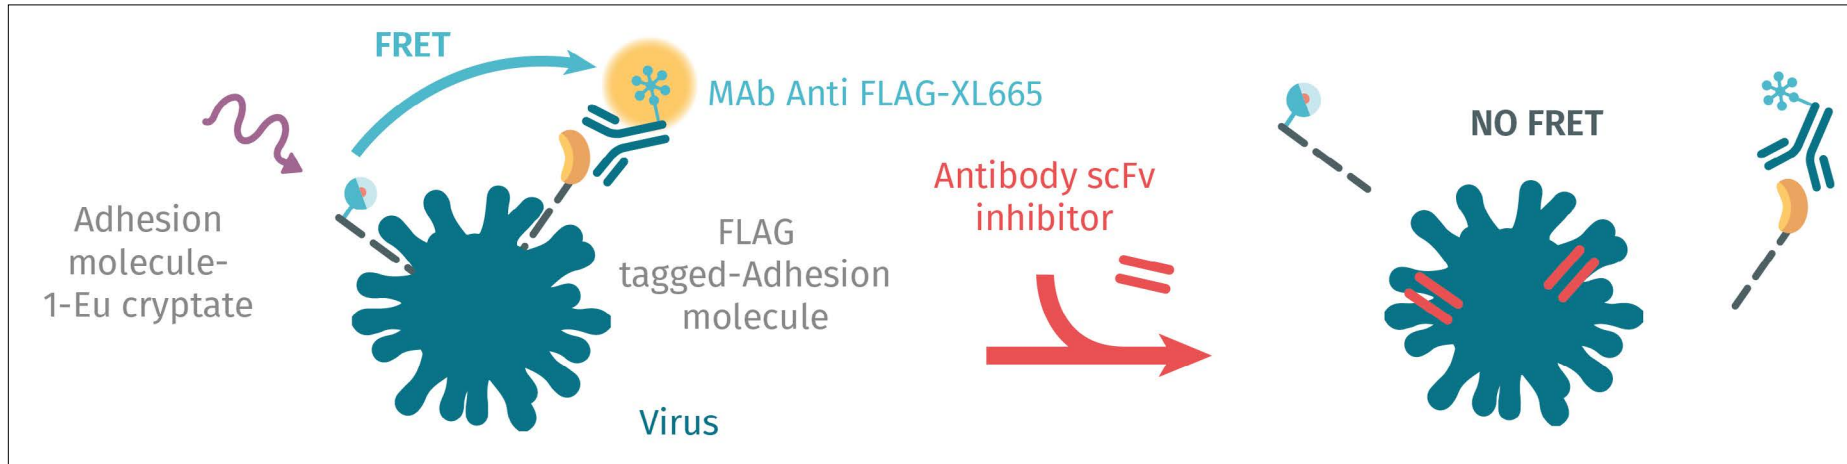 FRET
MAb Anti FLAG-XL665
Adhesion
molecule-
1-Eu cryptate
FLAG
tagged-Adhesion
molecule
Virus
Antibody scFv
inhibitor
NO FRET